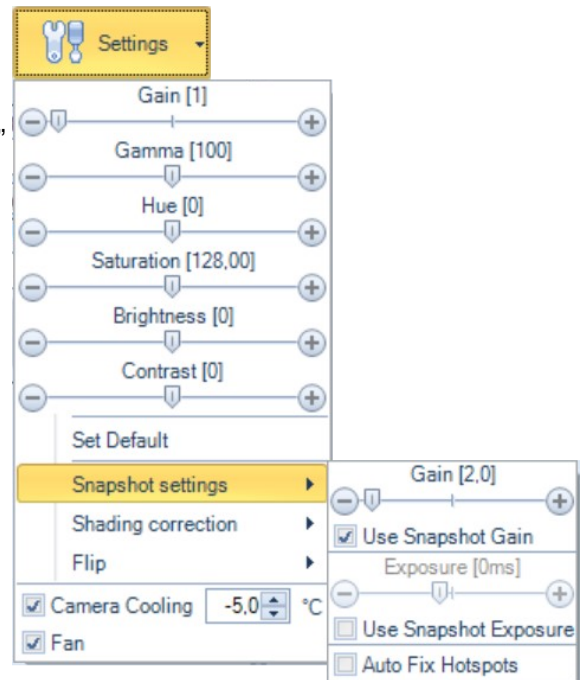 Settings
Gain [1]
,
Gamma [100]
Hue [0]
Saturation [128,00]
Brightness [0]
Contrast [0]
Set Default
Snapshot settings
Gain [2,0]
Use Snapshot Gain
Shading correction
Flip
Exposure [0ms]
Camera Cooling -5,0 °C
Use Snapshot Exposure
Fan
Auto Fix Hotspots